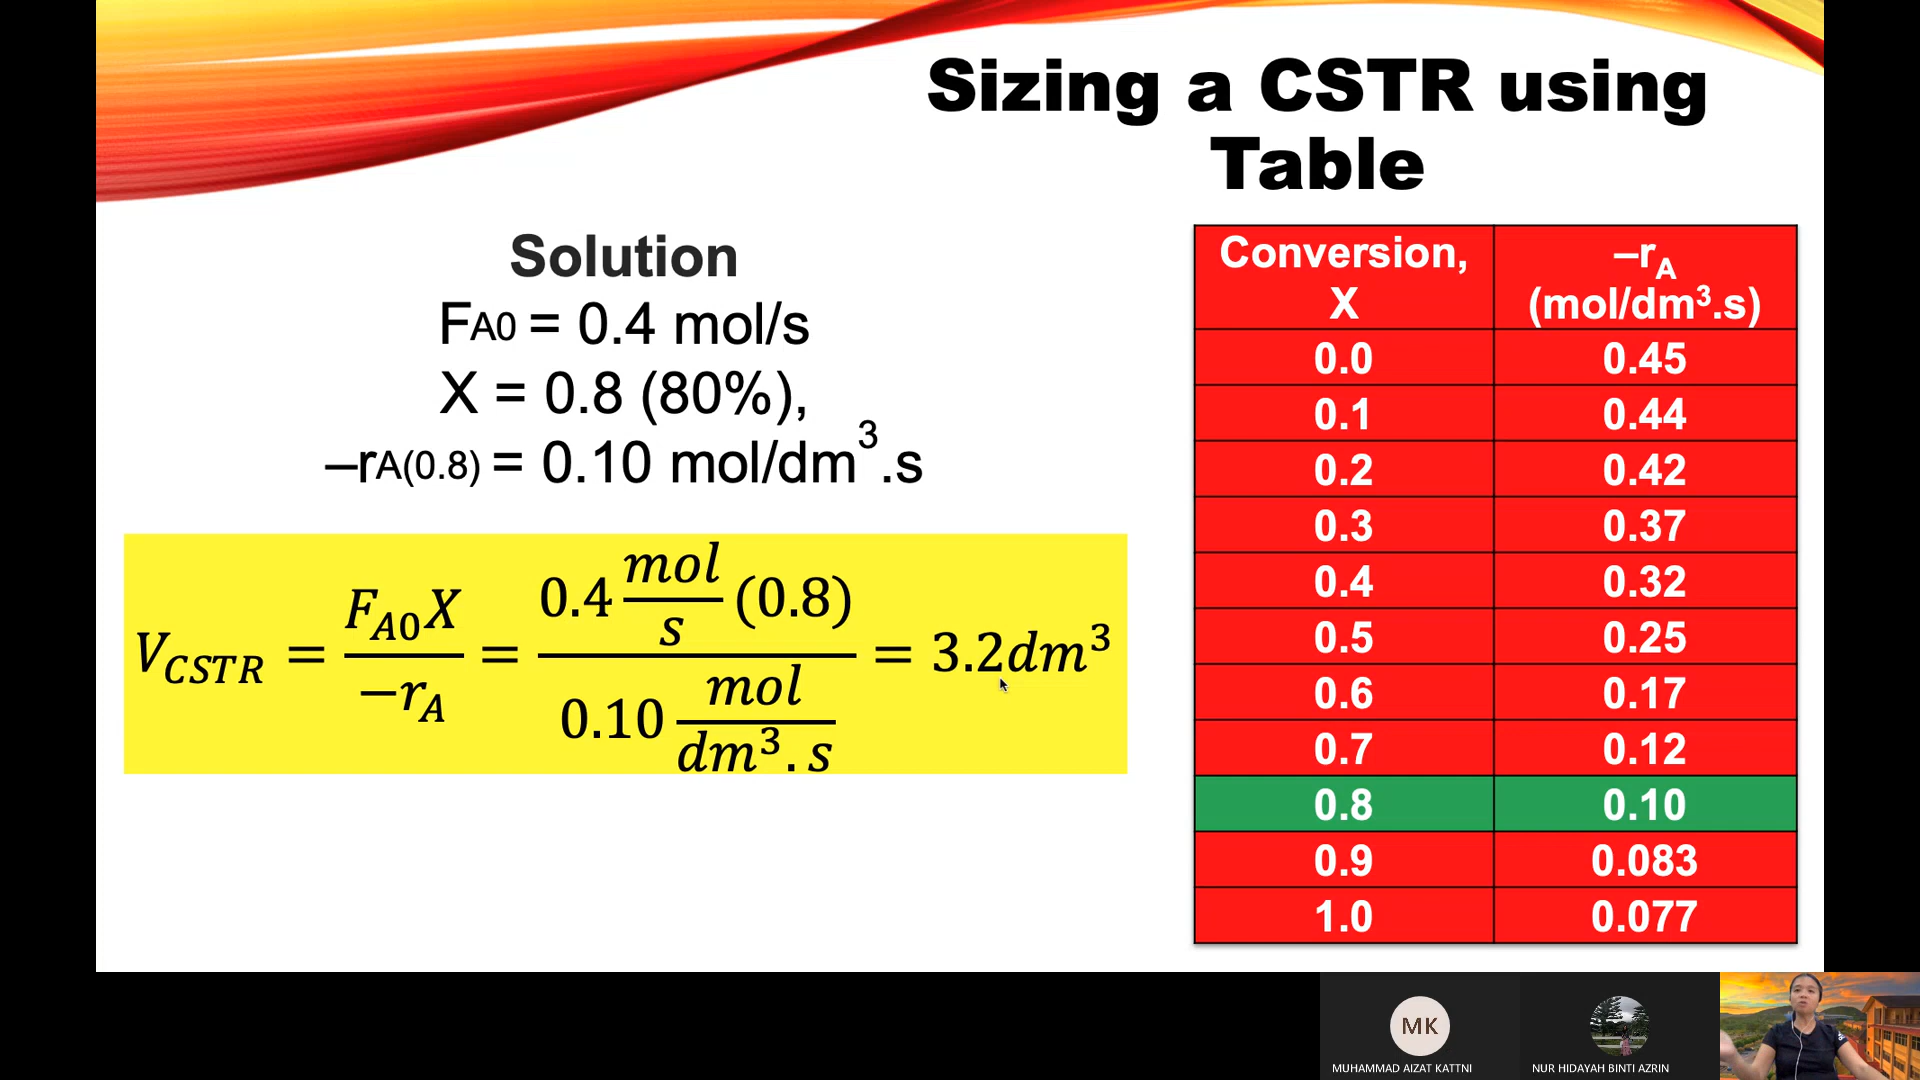 Sizing a CSTR using
Table
Solution
FA0 = 0.4 mol/s
X = 0.8 (80%),
–rA(0.8) = 0.10 mol/dm³.s
V_CSTR = F_A0 X / −r_A = 0.4 mol/s (0.8) / 0.10 mol/dm³.s = 3.2dm³
Conversion, X –rA (mol/dm³.s)
0.0 0.45
0.1 0.44
0.2 0.42
0.3 0.37
0.4 0.32
0.5 0.25
0.6 0.17
0.7 0.12
0.8 0.10
0.9 0.083
1.0 0.077
MK
MUHAMMAD AIZAT KATTNI
NUR HIDAYAH BINTI AZRIN